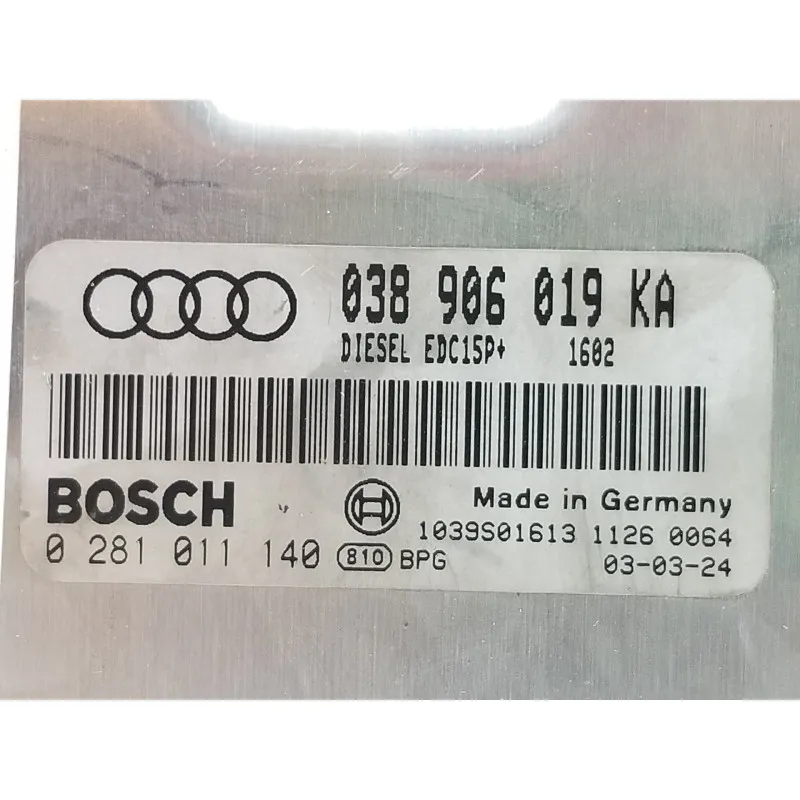 038 906 019 KA
DIESEL EDC15P+ 1602
BOSCH Made in Germany
1039S01613 1126 0064
0 281 011 140 810 BPG 03-03-24